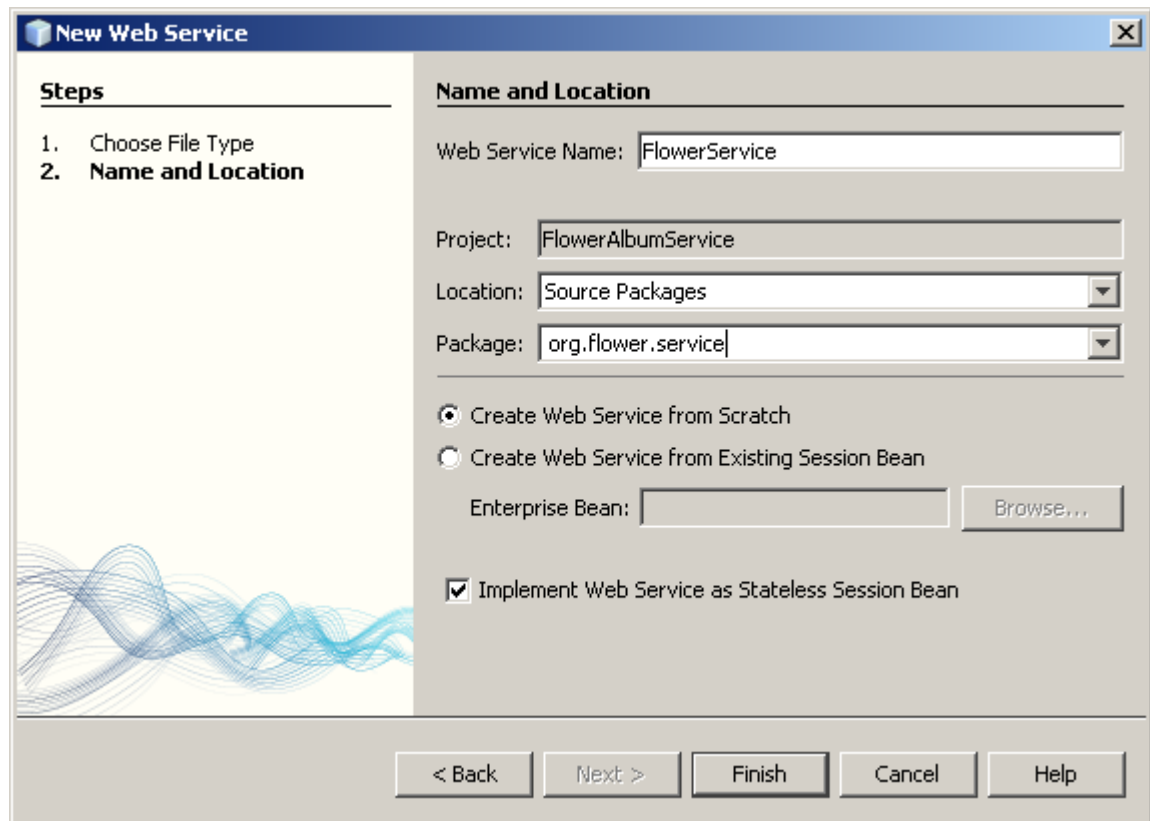 New Web Service
Steps
1. Choose File Type
2. Name and Location
Name and Location
Web Service Name: FlowerService
Project: FlowerAlbumService
Location: Source Packages
Package: org.flower.service
Create Web Service from Scratch
Create Web Service from Existing Session Bean
Enterprise Bean: Browse...
Implement Web Service as Stateless Session Bean
< Back Next > Finish Cancel Help